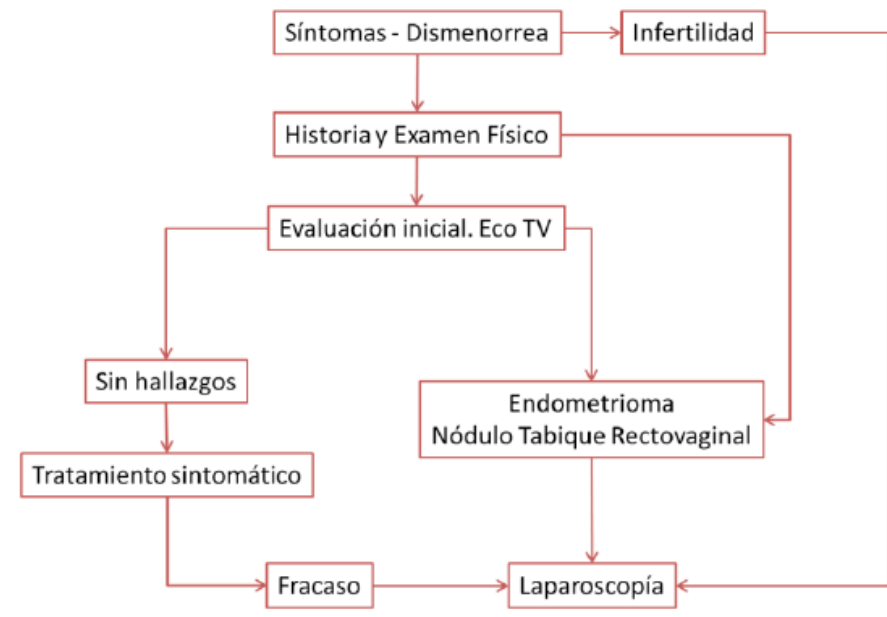 Síntomas - Dismenorrea
Infertilidad
Historia y Examen Físico
Evaluación inicial. Eco TV
Sin hallazgos
Endometrioma
Nódulo Tabique Rectovaginal
Tratamiento sintomático
Fracaso
Laparoscopía